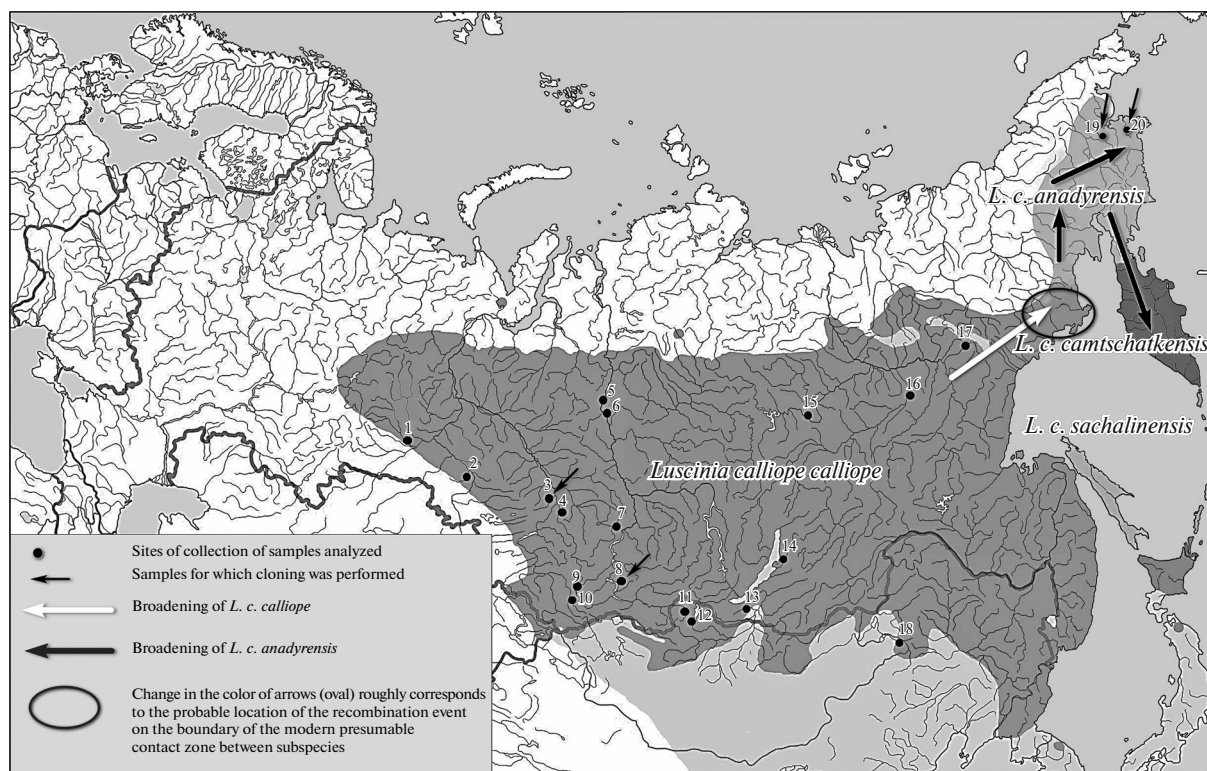 19
20
L. c. anadyrensis
17
L. c. camtschatkensis
5
6
16
15
1
L. c. sachalinensis
2
Luscinia calliope calliope
3
4
7
14
9
8
10
11
12
13
18
Sites of collection of samples analyzed
Samples for which cloning was performed
Broadening of L. c. calliope
Broadening of L. c. anadyrensis
Change in the color of arrows (oval) roughly corresponds
to the probable location of the recombination event
on the boundary of the modern presumable
contact zone between subspecies